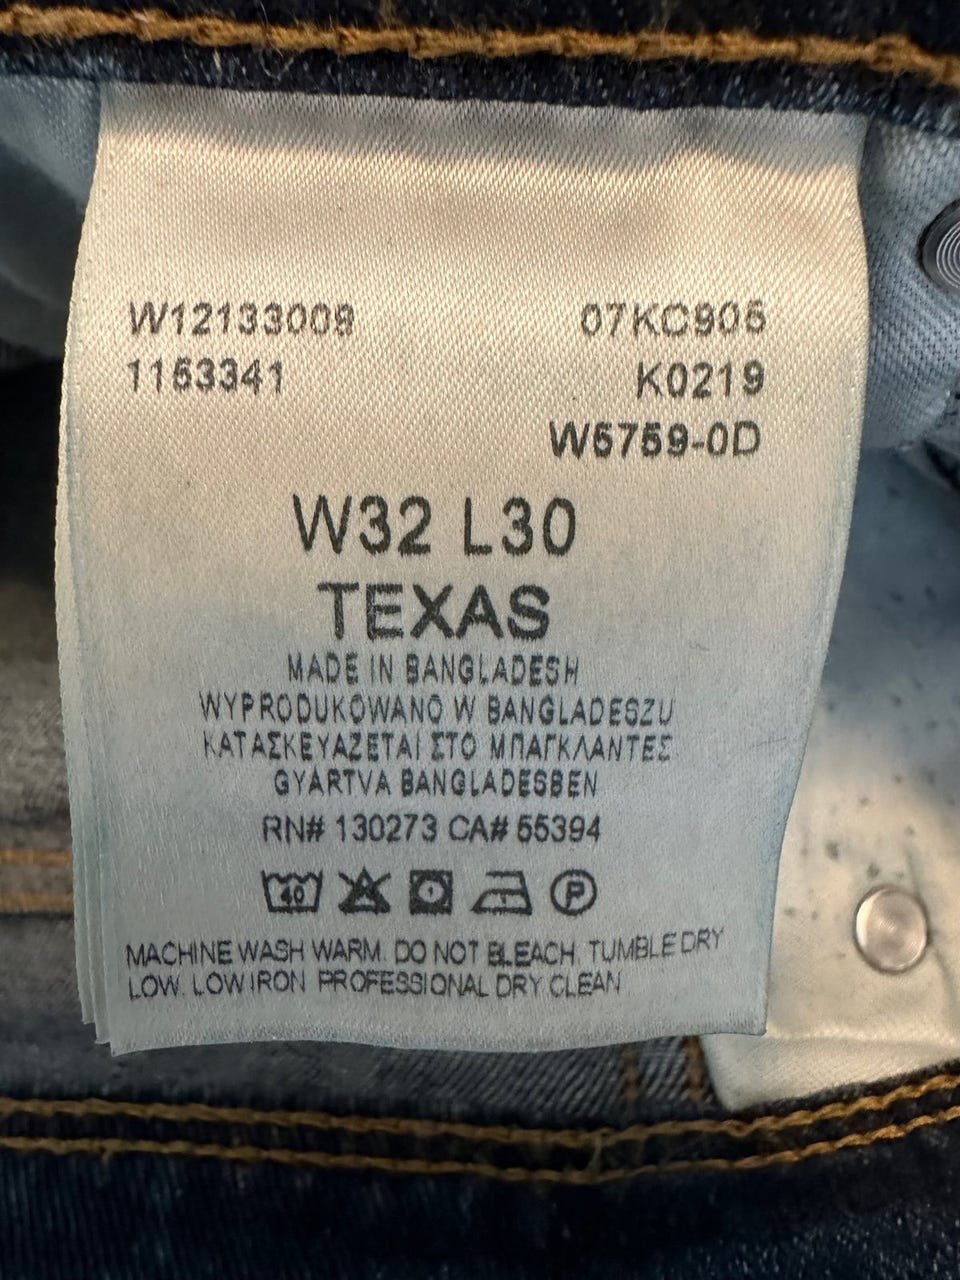 W12133009 07KC905
1153341 K0219
W5759-0D
W32 L30
TEXAS
MADE IN BANGLADESH
WYPRODUKOWANO W BANGLADESZU
ΚΑΤΑΣΚΕΥΑΖΕΤΑΙ ΣΤΟ ΜΠΑΓΚΛΑΝΤΕΣ
GYÁRTVA BANGLADESBEN
RN# 130273 CA# 55394
40 P
MACHINE WASH WARM. DO NOT BLEACH. TUMBLE DRY
LOW. LOW IRON PROFESSIONAL DRY CLEAN